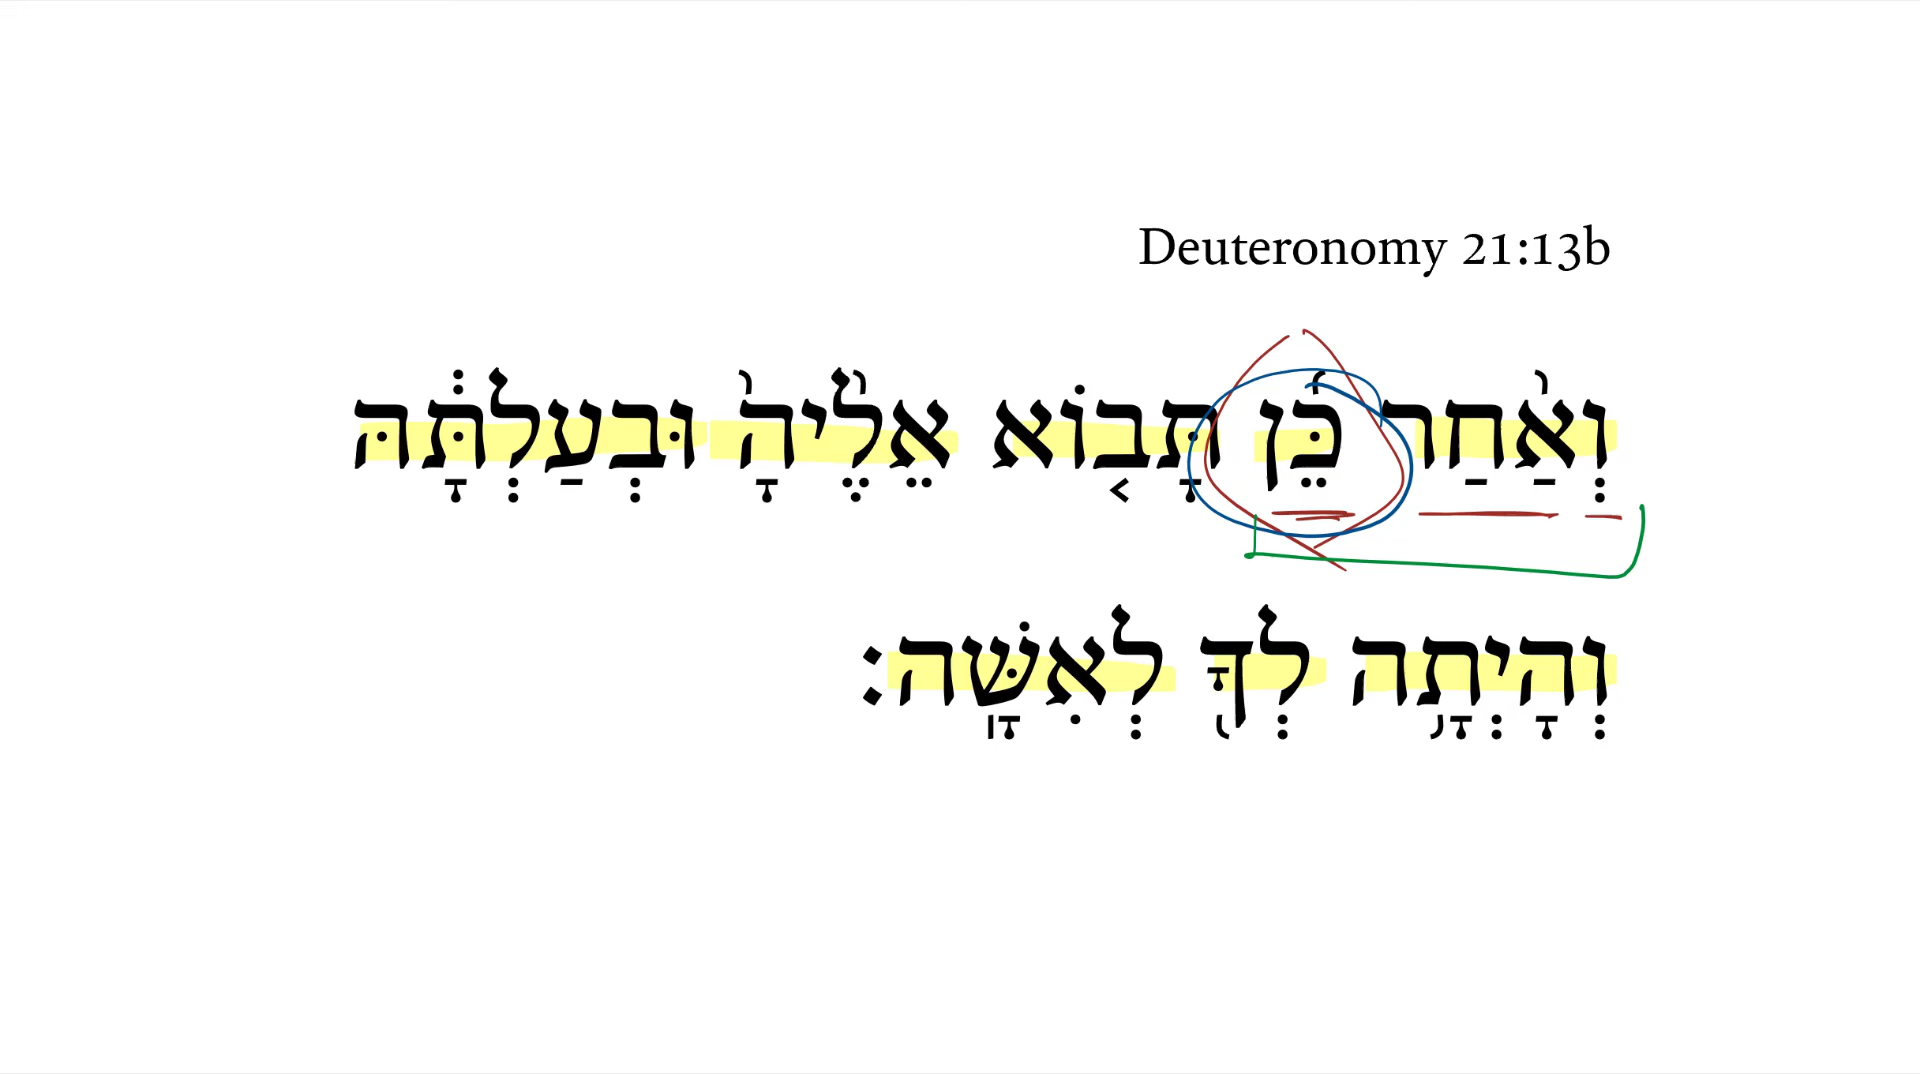 Deuteronomy 21:13b
וְאַ֨חַר כֵּ֜ן תָּב֤וֹא אֵלֶ֙יהָ֙ וּבְעַלְתָּ֔הּ
וְהָיְתָ֥ה לְךָ֖ לְאִשָּֽׁה׃